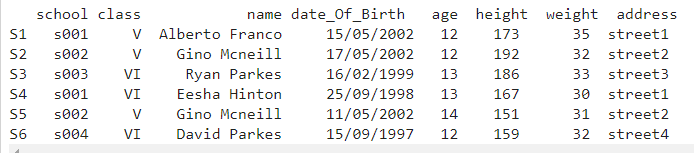 school class name date_Of_Birth age height weight address
S1 s001 V Alberto Franco 15/05/2002 12 173 35 street1
S2 s002 V Gino Mcneill 17/05/2002 12 192 32 street2
S3 s003 VI Ryan Parkes 16/02/1999 13 186 33 street3
S4 s001 VI Eesha Hinton 25/09/1998 13 167 30 street1
S5 s002 V Gino Mcneill 11/05/2002 14 151 31 street2
S6 s004 VI David Parkes 15/09/1997 12 159 32 street4